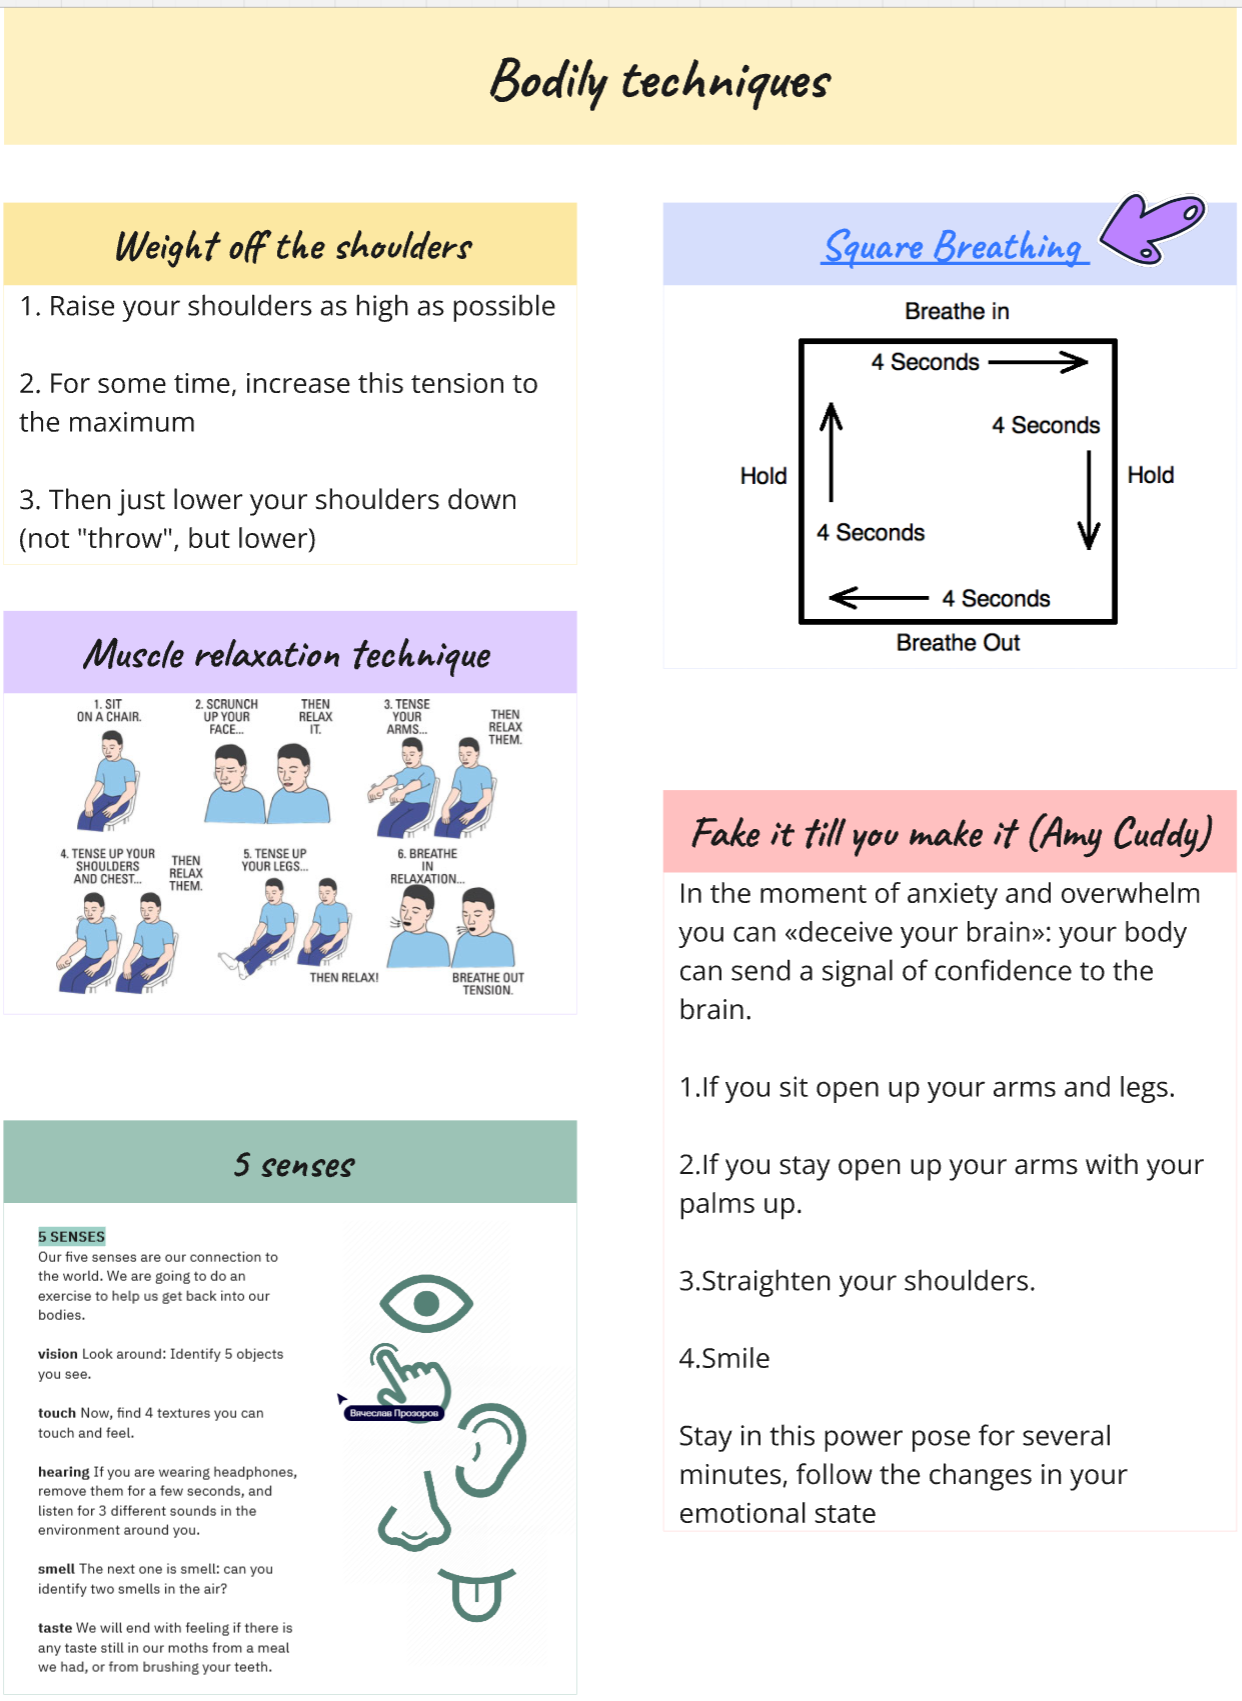 Bodily techniques
Weight off the shoulders
1. Raise your shoulders as high as possible
2. For some time, increase this tension to
the maximum
3. Then just lower your shoulders down
(not "throw", but lower)
Muscle relaxation technique
1. SIT
ON A CHAIR.
2. SCRUNCH
UP YOUR
FACE...
THEN
RELAX
IT.
3. TENSE
YOUR
ARMS...
THEN
RELAX
THEM.
4. TENSE UP YOUR
SHOULDERS
AND CHEST...
THEN
RELAX
THEM.
5. TENSE UP
YOUR LEGS...
THEN RELAX!
6. BREATHE
IN
RELAXATION...
BREATHE OUT
TENSION.
5 senses
5 SENSES
Our five senses are our connection to
the world. We are going to do an
exercise to help us get back into our
bodies.
vision Look around: Identify 5 objects
you see.
touch Now, find 4 textures you can
touch and feel.
hearing If you are wearing headphones,
remove them for a few seconds, and
listen for 3 different sounds in the
environment around you.
smell The next one is smell: can you
identify two smells in the air?
taste We will end with feeling if there is
any taste still in our moths from a meal
we had, or from brushing your teeth.
Вячеслав Прозоров
Square Breathing
Breathe in
4 Seconds
4 Seconds
Hold
Hold
4 Seconds
4 Seconds
Breathe Out
Fake it till you make it (Amy Cuddy)
In the moment of anxiety and overwhelm
you can «deceive your brain»: your body
can send a signal of confidence to the
brain.
1.If you sit open up your arms and legs.
2.If you stay open up your arms with your
palms up.
3.Straighten your shoulders.
4.Smile
Stay in this power pose for several
minutes, follow the changes in your
emotional state